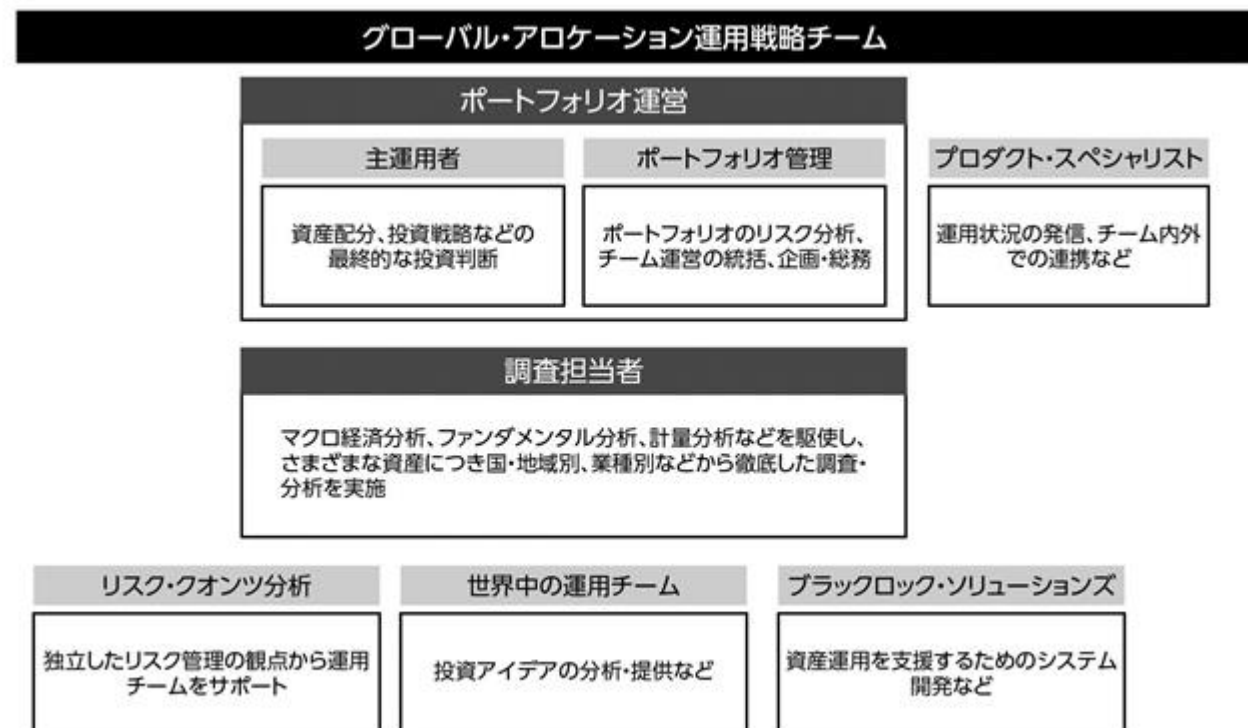 グローバル・アロケーション運用戦略チーム
ポートフォリオ運営
主運用者
資産配分、投資戦略などの
最終的な投資判断
ポートフォリオ管理
ポートフォリオのリスク分析、
チーム運営の統括、企画・総務
プロダクト・スペシャリスト
運用状況の発信、チーム内外
での連携など
調査担当者
マクロ経済分析、ファンダメンタル分析、計量分析などを駆使し、
さまざまな資産につき国・地域別、業種別などから徹底した調査・
分析を実施
リスク・クオンツ分析
独立したリスク管理の観点から運用
チームをサポート
世界中の運用チーム
投資アイデアの分析・提供など
ブラックロック・ソリューションズ
資産運用を支援するためのシステム
開発など